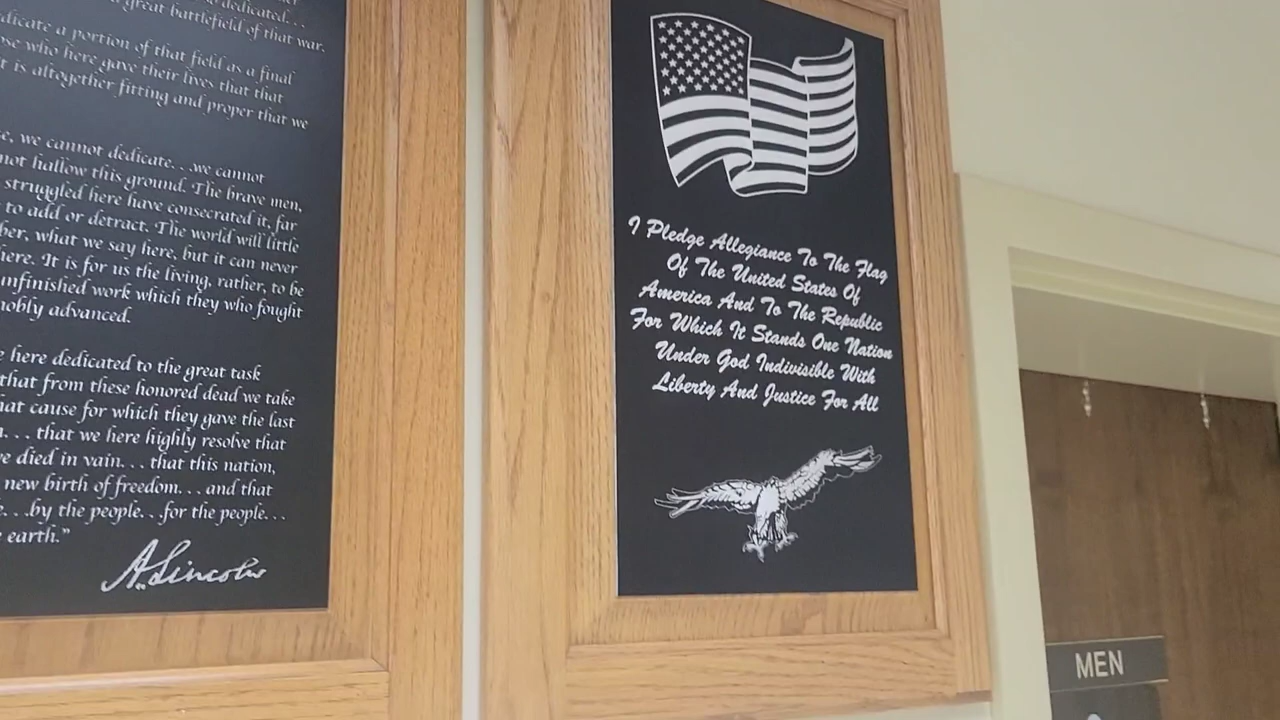 dedicated...
great battlefield of that war.
dicate a portion of that field as a final
ose who here gave their lives that that
t is altogether fitting and proper that we
e, we cannot dedicate...we cannot
not hallow this ground. The brave men,
struggled here have consecrated it, far
to add or detract. The world will little
ber, what we say here, but it can never
here. It is for us the living, rather, to be
unfinished work which they who fought
nobly advanced.
e here dedicated to the great task
that from these honored dead we take
hat cause for which they gave the last
...that we here highly resolve that
e died in vain...that this nation,
new birth of freedom...and that
...by the people...for the people...
e earth."
A. Lincoln
I Pledge Allegiance To The Flag
Of The United States Of
America And To The Republic
For Which It Stands One Nation
Under God Indivisible With
Liberty And Justice For All
MEN